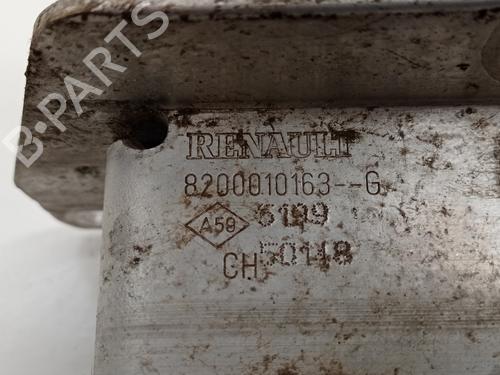 B-PARTS
RENAULT
8200010163--G
A59 6199
CH 50118